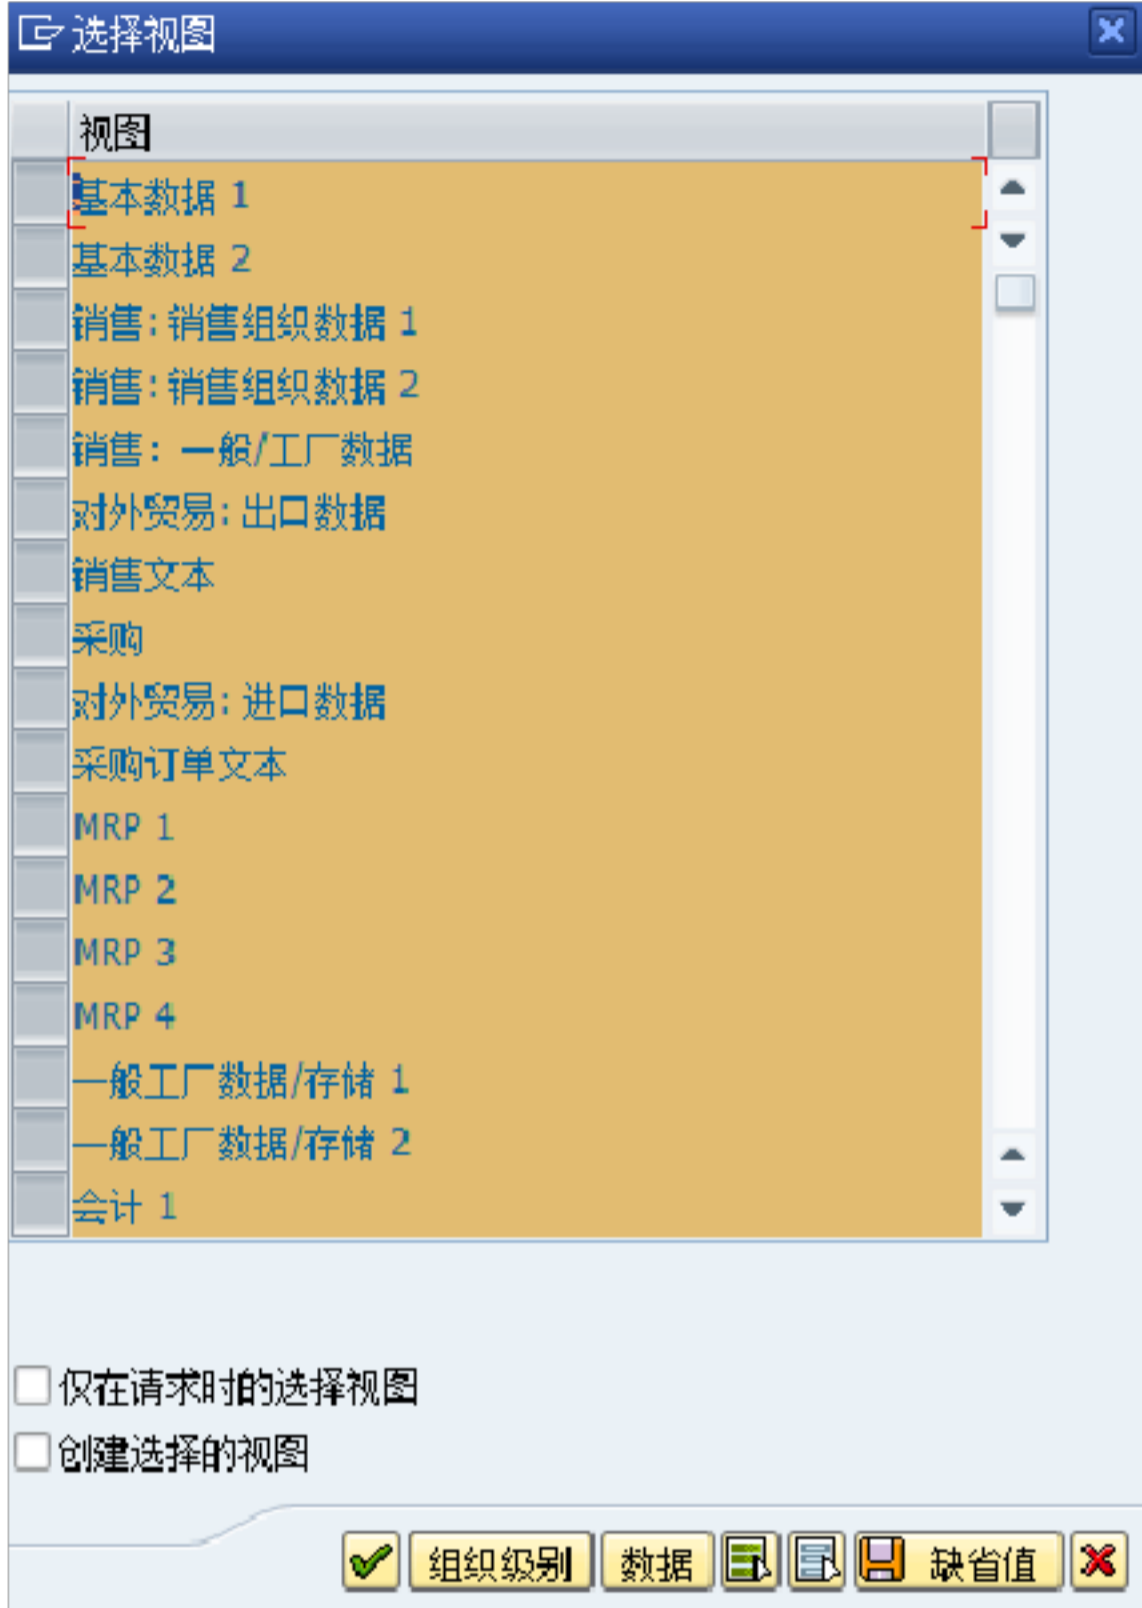 选择视图
视图
基本数据 1
基本数据 2
销售: 销售组织数据 1
销售: 销售组织数据 2
销售: 一般/工厂数据
对外贸易: 出口数据
销售文本
采购
对外贸易: 进口数据
采购订单文本
MRP 1
MRP 2
MRP 3
MRP 4
一般工厂数据/存储 1
一般工厂数据/存储 2
会计 1
仅在请求时的选择视图
创建选择的视图
组织级别 数据 缺省值